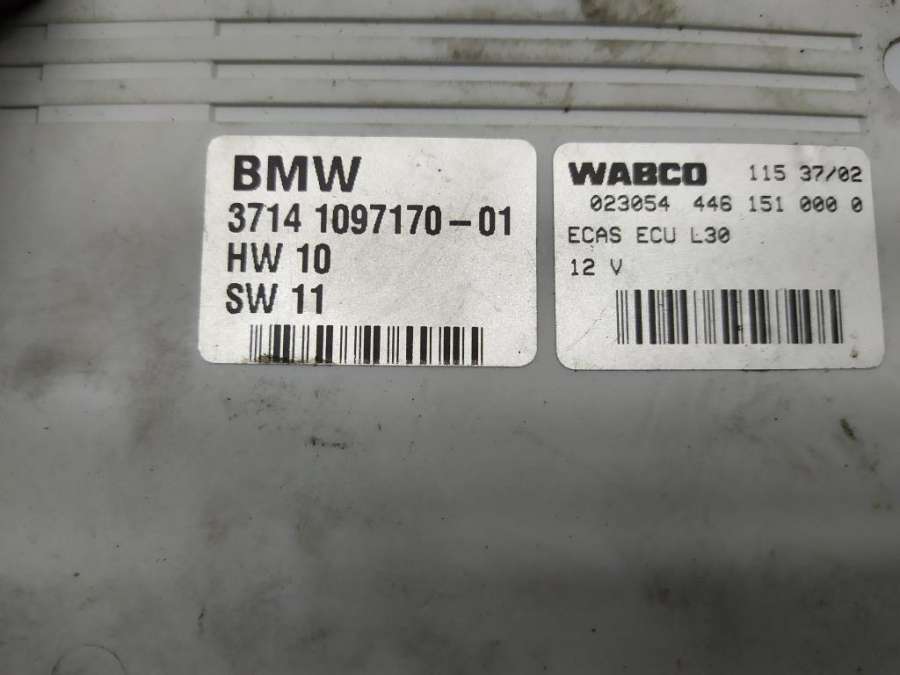 BMW
3714 1097170-01
HW 10
SW 11
WABCO 115 37/02
023054 446 151 000 0
ECAS ECU L30
12 V